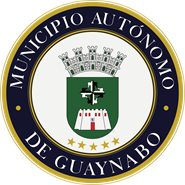 · MUNICIPIO AUTÓNOMO ·
DE GUAYNABO